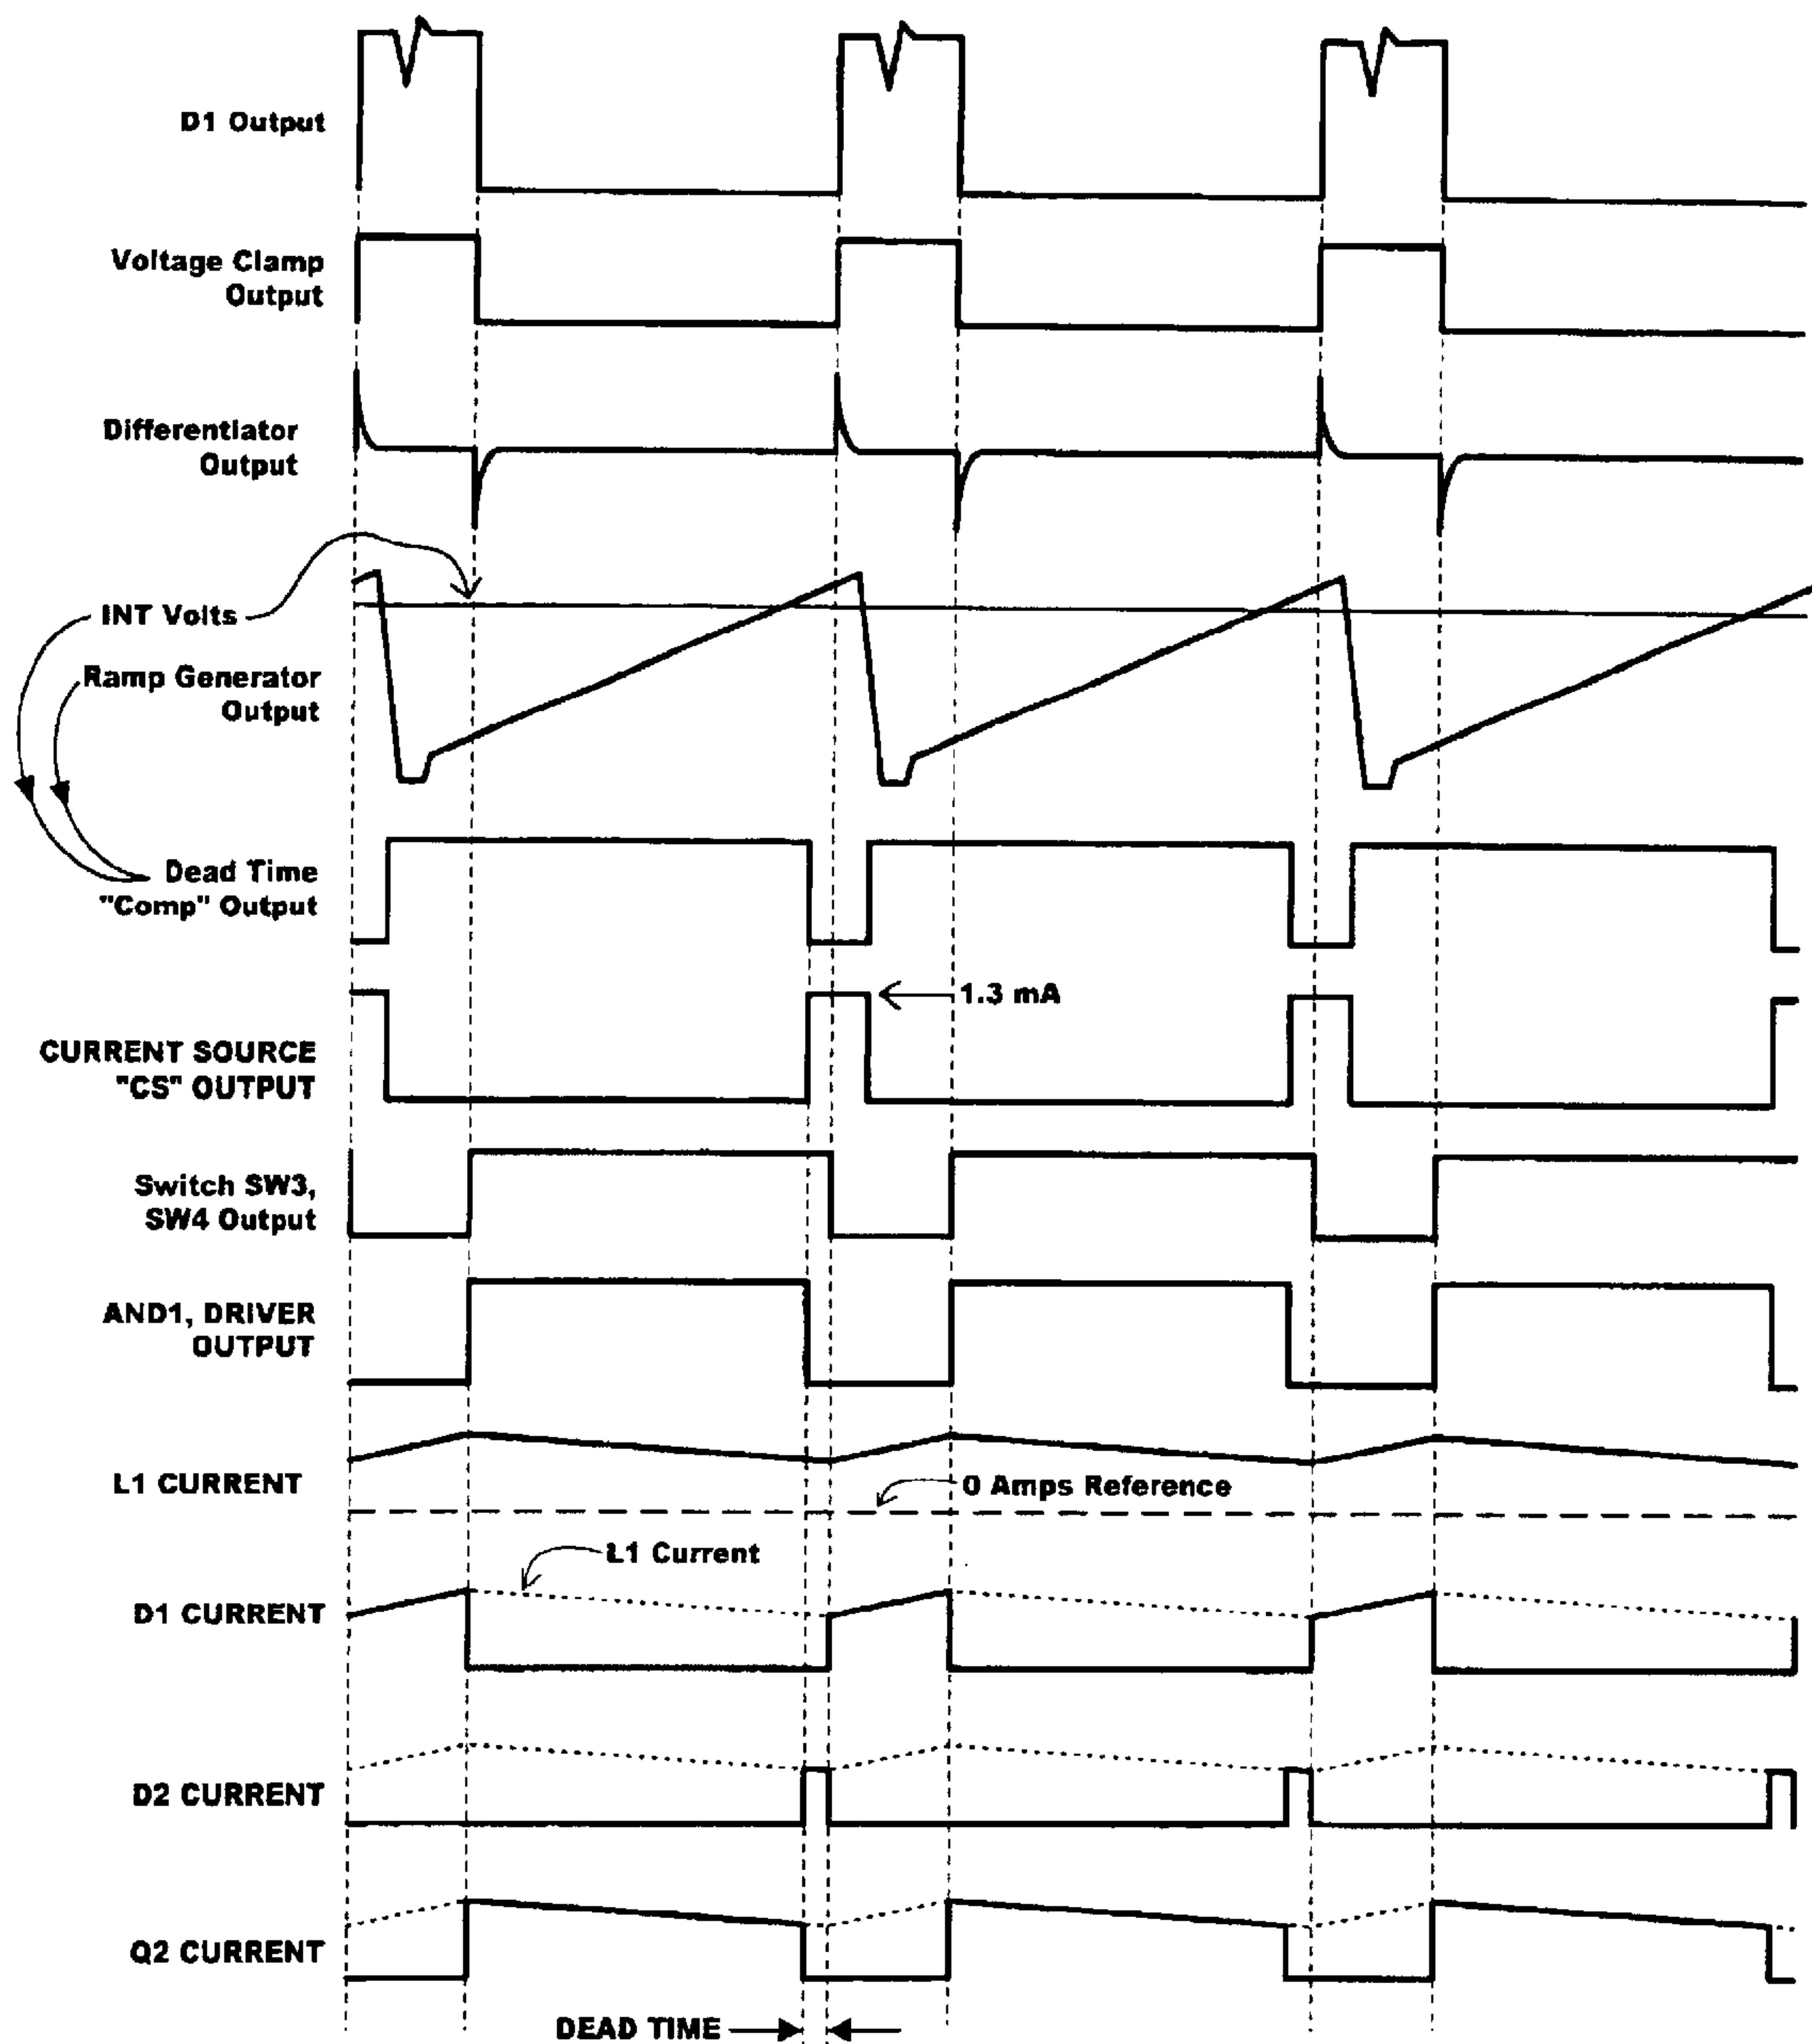 D1 Output
Voltage Clamp
Output
Differentiator
Output
INT Volts
Ramp Generator
Output
Dead Time
"Comp" Output
1.3 mA
CURRENT SOURCE
"CS" OUTPUT
Switch SW3,
SW4 Output
AND1, DRIVER
OUTPUT
L1 CURRENT
0 Amps Reference
L1 Current
D1 CURRENT
D2 CURRENT
Q2 CURRENT
DEAD TIME